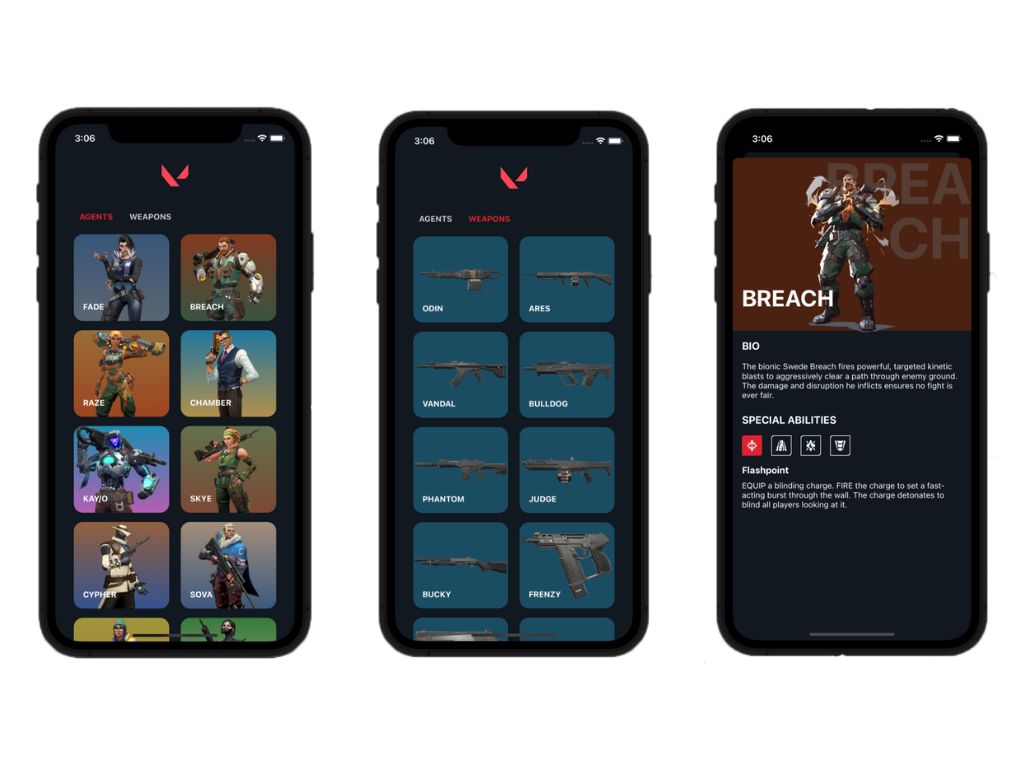 3:06
AGENTS WEAPONS
FADE BREACH
RAZE CHAMBER
KAY/O SKYE
CYPHER SOVA
3:06
AGENTS WEAPONS
ODIN ARES
VANDAL BULLDOG
PHANTOM JUDGE
BUCKY FRENZY
3:06
BREA
CH
BREACH
BIO
The bionic Swede Breach fires powerful, targeted kinetic
blasts to aggressively clear a path through enemy ground.
The damage and disruption he inflicts ensures no fight is
ever fair.
SPECIAL ABILITIES
Flashpoint
EQUIP a blinding charge. FIRE the charge to set a fast-
acting burst through the wall. The charge detonates to
blind all players looking at it.